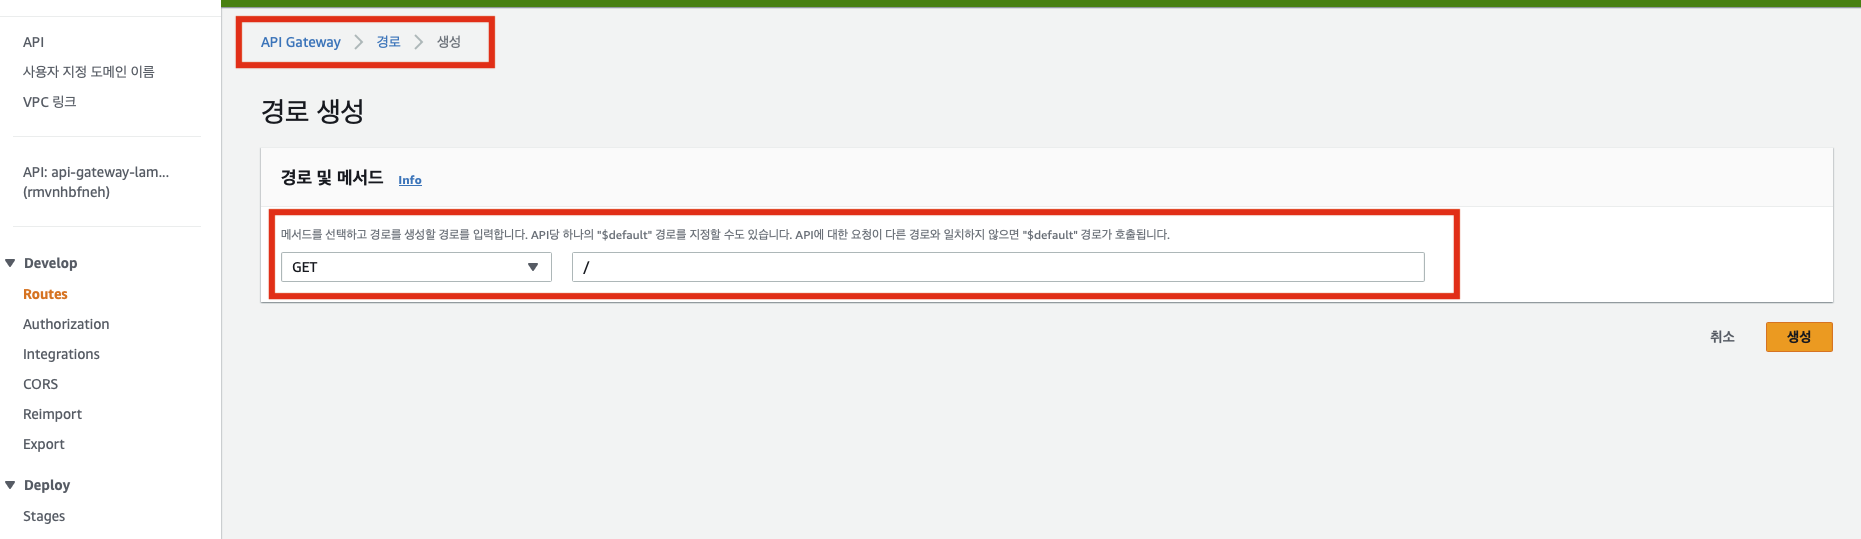 API
사용자 지정 도메인 이름
VPC 링크
API: api-gateway-lam...
(rmvnhbfneh)
Develop
Routes
Authorization
Integrations
CORS
Reimport
Export
Deploy
Stages
API Gateway 경로 생성
경로 생성
경로 및 메서드 Info
메서드를 선택하고 경로를 생성할 경로를 입력합니다. API당 하나의 "$default" 경로를 지정할 수도 있습니다. API에 대한 요청이 다른 경로와 일치하지 않으면 "$default" 경로가 호출됩니다.
GET /
취소 생성